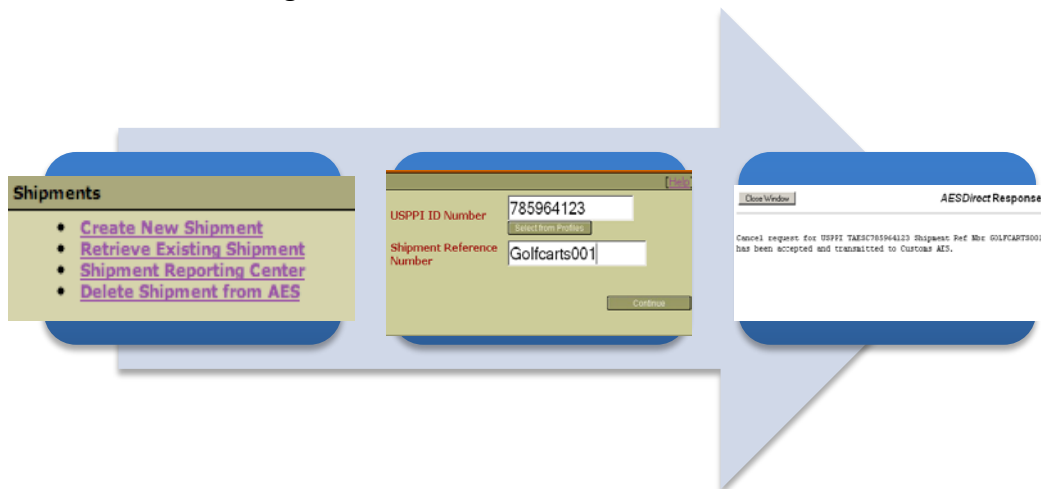 Shipments
Create New Shipment
Retrieve Existing Shipment
Shipment Reporting Center
Delete Shipment from AES
[Help]
USPPI ID Number
785964123
Select from Profiles
Shipment Reference
Number
Golfcarts001
Continue
Close Window
AESDirect Response
Cancel request for USPPI TAESC785964123 Shipment Ref Nbr GOLFCARTS001
has been accepted and transmitted to Customs AES.